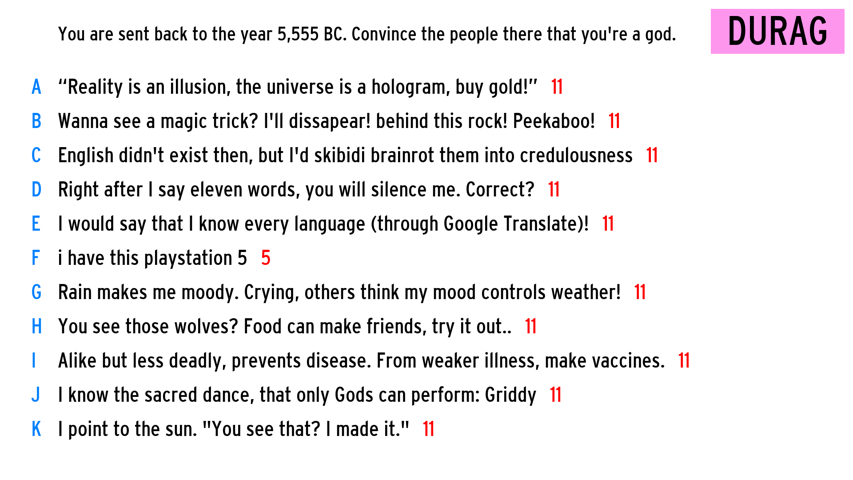 You are sent back to the year 5,555 BC. Convince the people there that you're a god.
DURAG
A “Reality is an illusion, the universe is a hologram, buy gold!” 11
B Wanna see a magic trick? I'll dissapear! behind this rock! Peekaboo! 11
C English didn't exist then, but I'd skibidi brainrot them into credulousness 11
D Right after I say eleven words, you will silence me. Correct? 11
E I would say that I know every language (through Google Translate)! 11
F i have this playstation 5 5
G Rain makes me moody. Crying, others think my mood controls weather! 11
H You see those wolves? Food can make friends, try it out.. 11
I Alike but less deadly, prevents disease. From weaker illness, make vaccines. 11
J I know the sacred dance, that only Gods can perform: Griddy 11
K I point to the sun. "You see that? I made it." 11